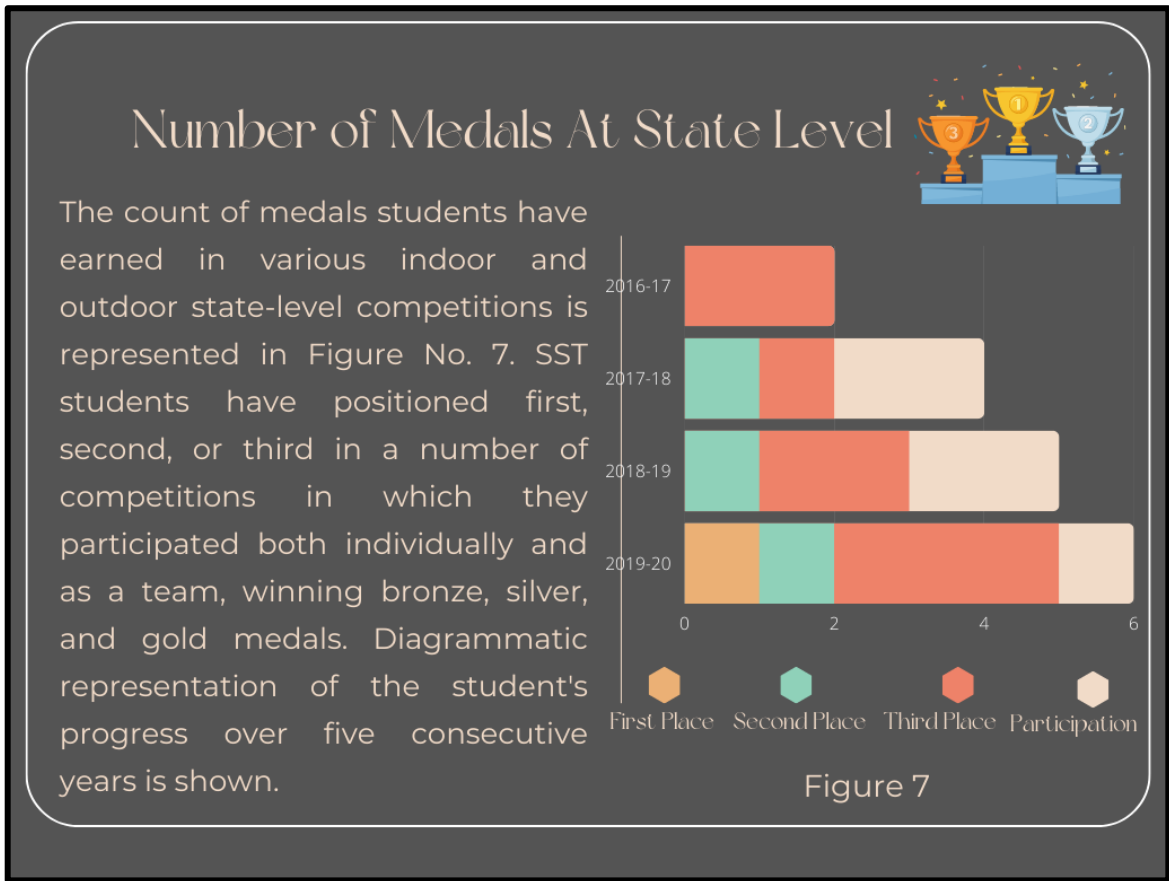 Number of Medals At State Level
3
1
2
The count of medals students have
earned in various indoor and
outdoor state-level competitions is
represented in Figure No. 7. SST
students have positioned first,
second, or third in a number of
competitions in which they
participated both individually and
as a team, winning bronze, silver,
and gold medals. Diagrammatic
representation of the student's
progress over five consecutive
years is shown.
2016-17
2017-18
2018-19
2019-20
0 2 4 6
First Place Second Place Third Place Participation
Figure 7